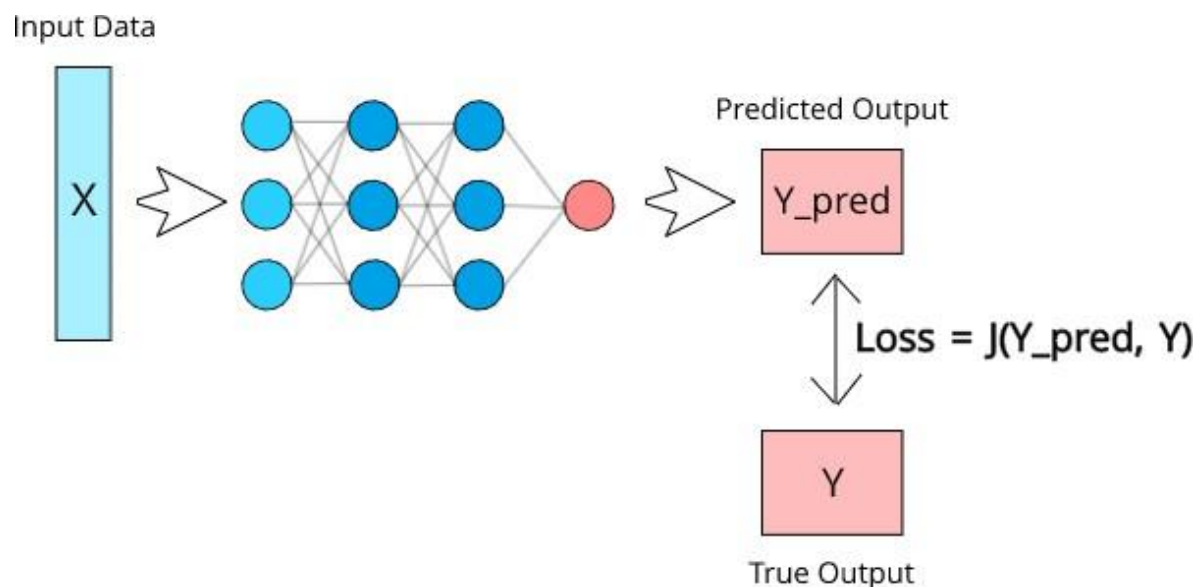 Input Data
X
Predicted Output
Y_pred
Loss = J(Y_pred, Y)
Y
True Output